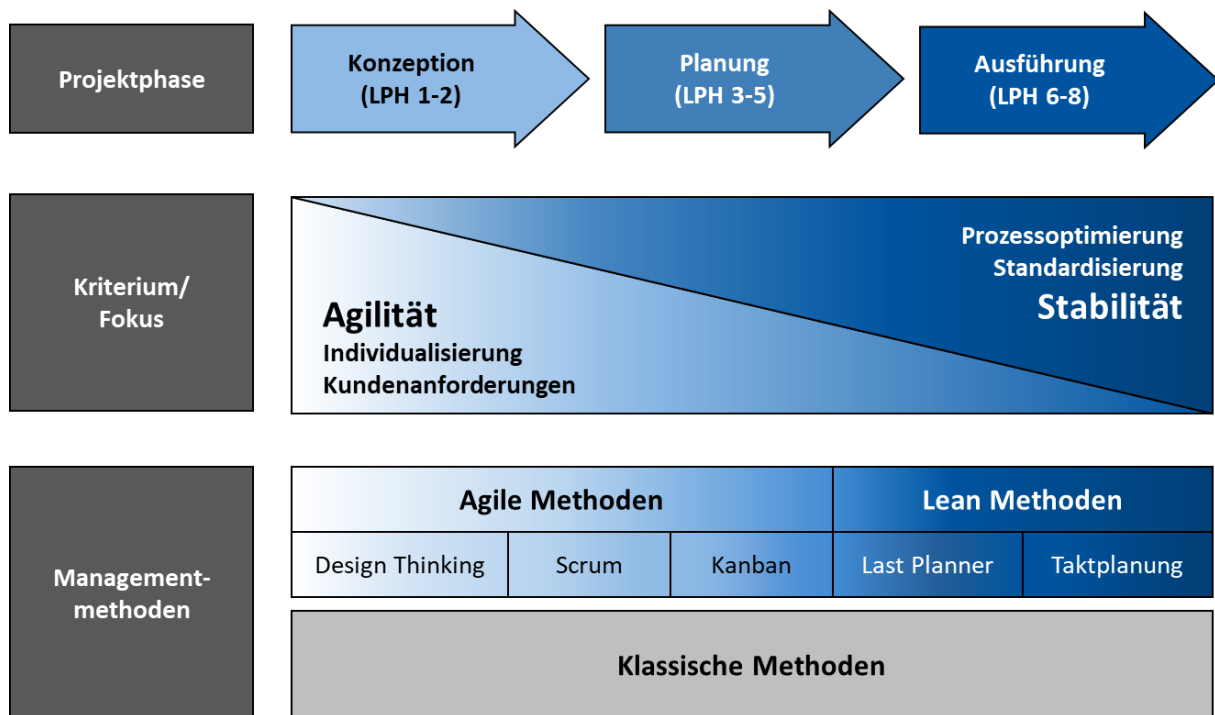 Projektphase
Konzeption
(LPH 1-2)
Planung
(LPH 3-5)
Ausführung
(LPH 6-8)
Kriterium/
Fokus
Agilität
Individualisierung
Kundenanforderungen
Prozessoptimierung
Standardisierung
Stabilität
Management-
methoden
Agile Methoden
Lean Methoden
Design Thinking
Scrum
Kanban
Last Planner
Taktplanung
Klassische Methoden